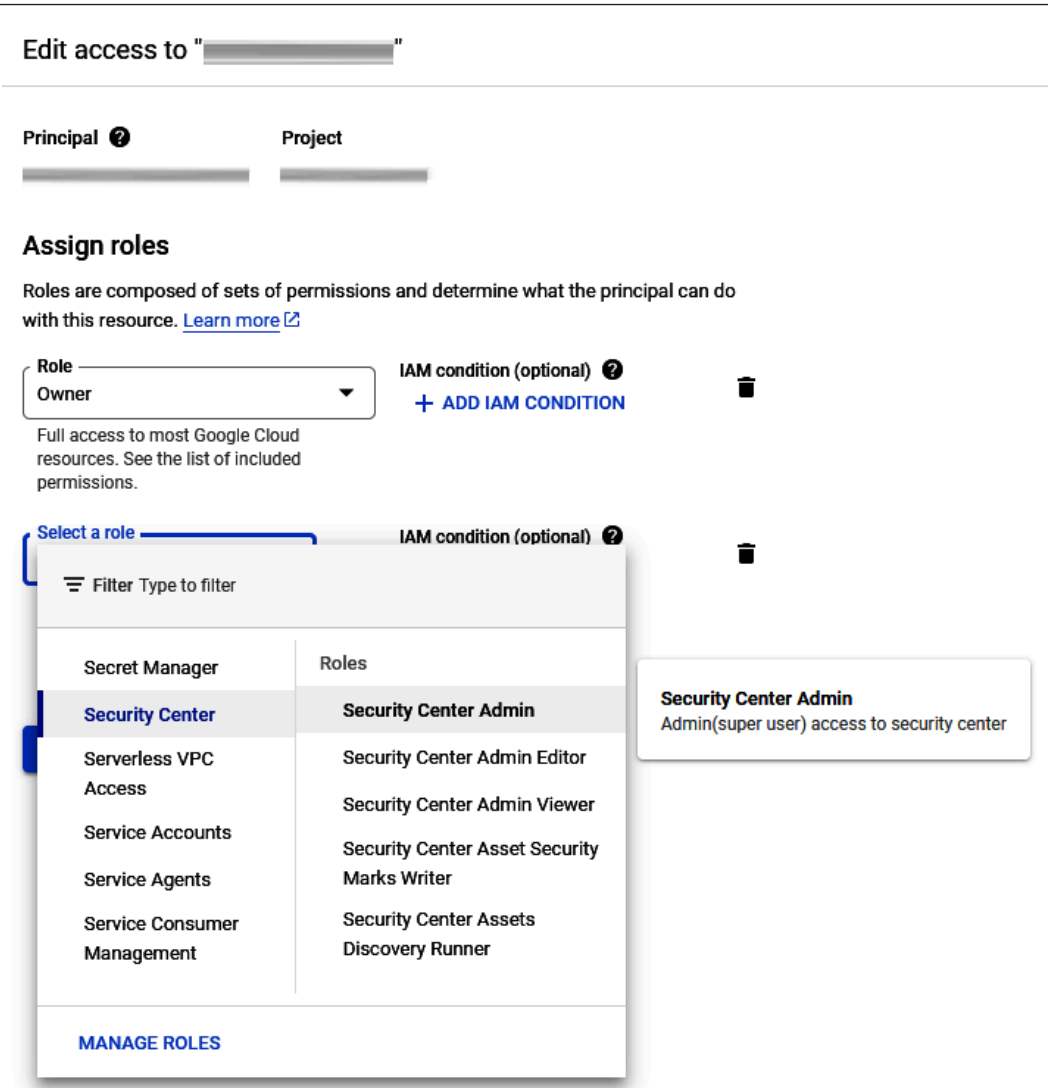 Edit access to " "
Principal
Project
Assign roles
Roles are composed of sets of permissions and determine what the principal can do
with this resource. Learn more
Role
Owner
IAM condition (optional)
+ ADD IAM CONDITION
Full access to most Google Cloud
resources. See the list of included
permissions.
Select a role
IAM condition (optional)
Filter Type to filter
Secret Manager
Security Center
Serverless VPC
Access
Service Accounts
Service Agents
Service Consumer
Management
Roles
Security Center Admin
Security Center Admin Editor
Security Center Admin Viewer
Security Center Asset Security
Marks Writer
Security Center Assets
Discovery Runner
Security Center Admin
Admin(super user) access to security center
MANAGE ROLES